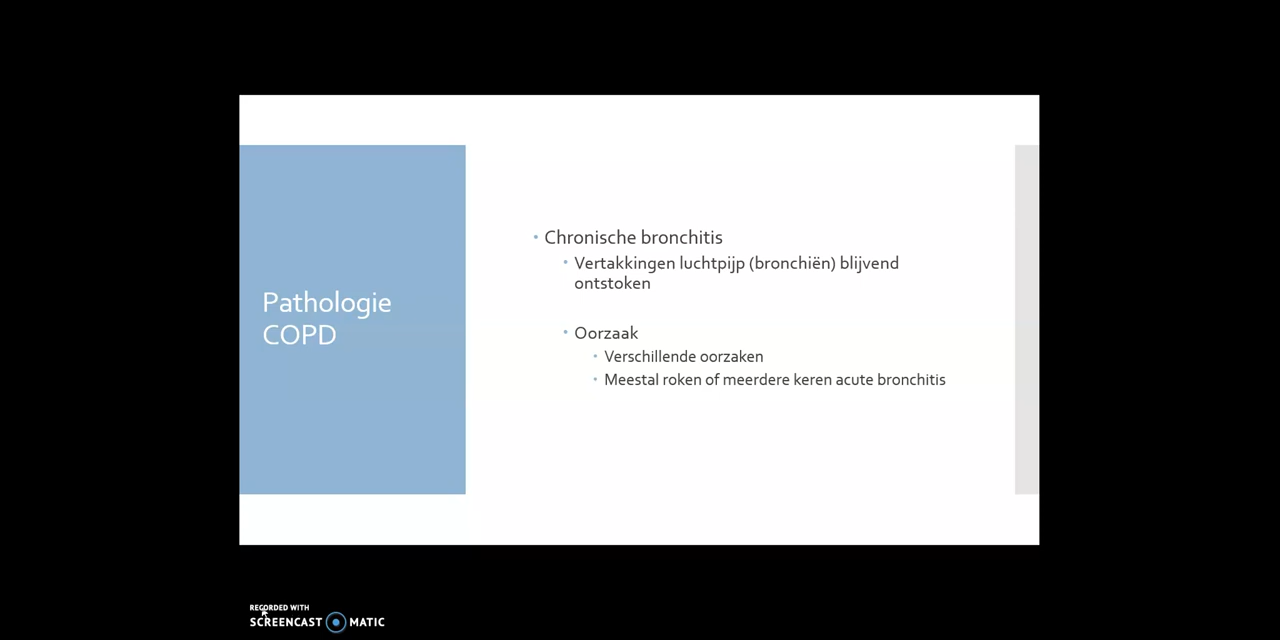 Pathologie
COPD
Chronische bronchitis
Vertakkingen luchtpijp (bronchiën) blijvend
ontstoken
Oorzaak
Verschillende oorzaken
Meestal roken of meerdere keren acute bronchitis
RECORDED WITH
SCREENCAST MATIC